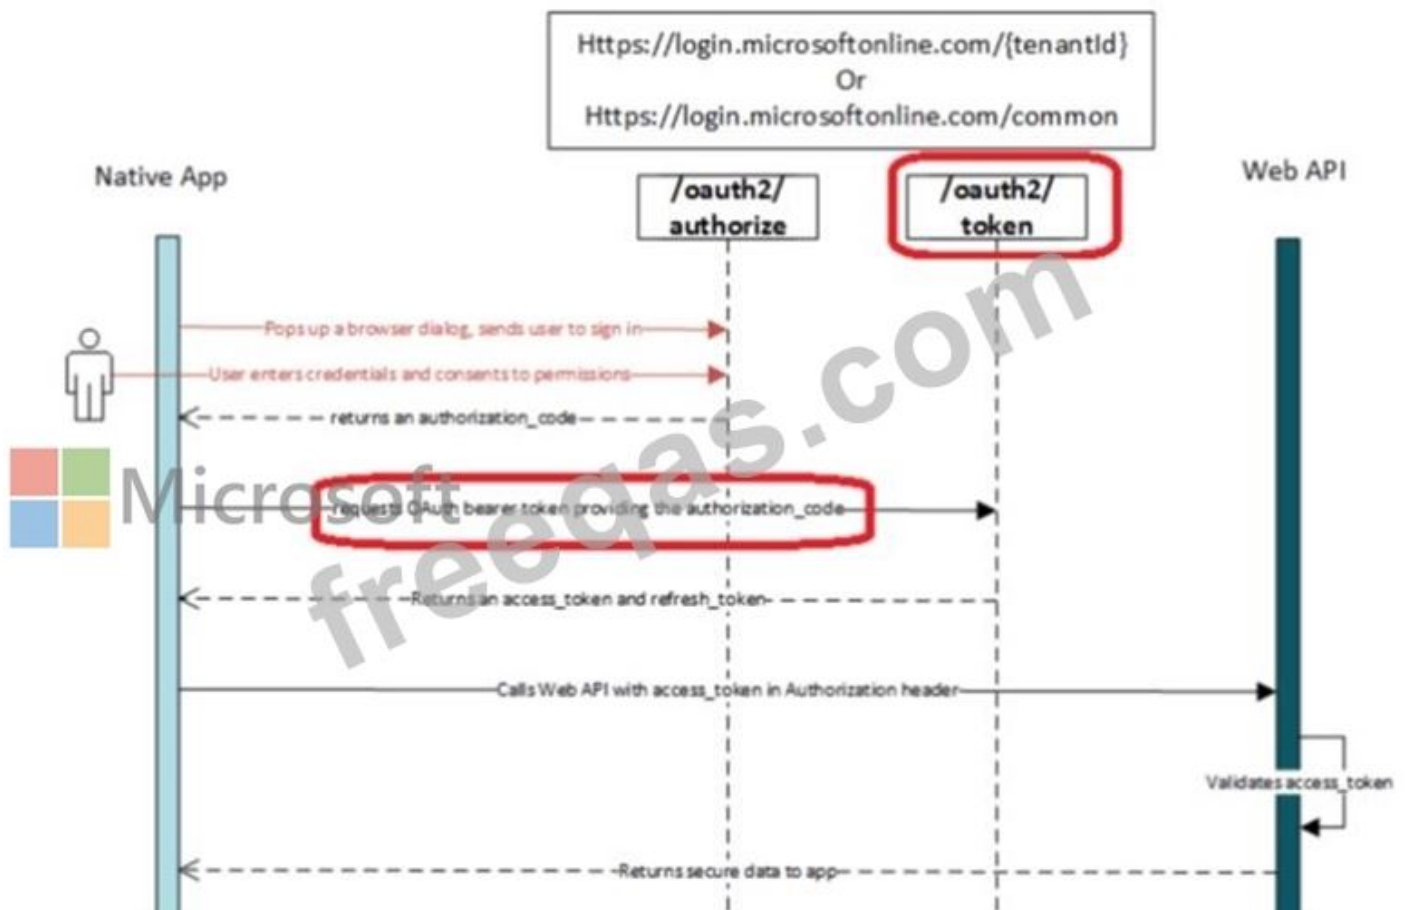 Https://login.microsoftonline.com/{tenantId}
Or
Https://login.microsoftonline.com/common
Native App
/oauth2/
authorize
/oauth2/
token
Web API
Pops up a browser dialog, sends user to sign in
User enters credentials and consents to permissions
returns an authorization_code
Microsoft
requests OAuth bearer token providing the authorization_code
freeqas.com
Returns an access_token and refresh_token
Calls Web API with access_token in Authorization header
Validates access_token
Returns secure data to app